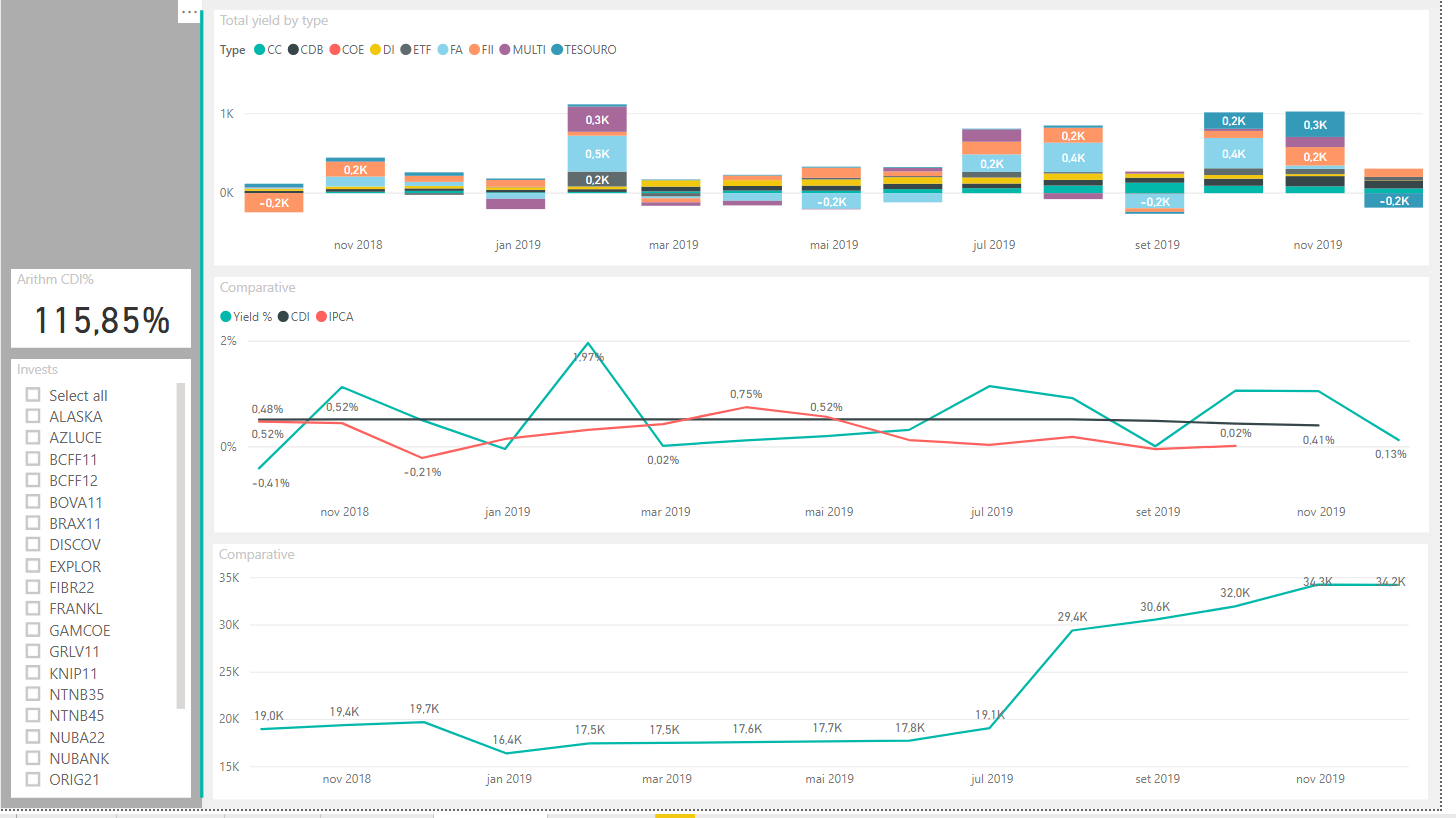 Total yield by type
Type CC CDB COE DI ETF FA FII MULTI TESOURO
1K
0K
-0,2K
0,2K
0,3K
0,5K
0,2K
-0,2K
0,2K
0,2K
0,4K
-0,2K
0,2K
0,4K
0,3K
0,2K
-0,2K
nov 2018 jan 2019 mar 2019 mai 2019 jul 2019 set 2019 nov 2019
Arithm CDI%
115,85%
Invests
Select all
ALASKA
AZLUCE
BCFF11
BCFF12
BOVA11
BRAX11
DISCOV
EXPLOR
FIBR22
FRANKL
GAMCOE
GRLV11
KNIP11
NTNB35
NTNB45
NUBA22
NUBANK
ORIG21
Comparative
Yield % CDI IPCA
2%
0%
0,48%
0,52%
-0,41%
0,52%
-0,21%
1,97%
0,02%
0,75%
0,52%
0,02%
0,41%
0,13%
nov 2018 jan 2019 mar 2019 mai 2019 jul 2019 set 2019 nov 2019
Comparative
35K
30K
25K
20K
15K
19,0K
19,4K
19,7K
16,4K
17,5K
17,5K
17,6K
17,7K
17,8K
19,1K
29,4K
30,6K
32,0K
34,3K
34,2K
nov 2018 jan 2019 mar 2019 mai 2019 jul 2019 set 2019 nov 2019